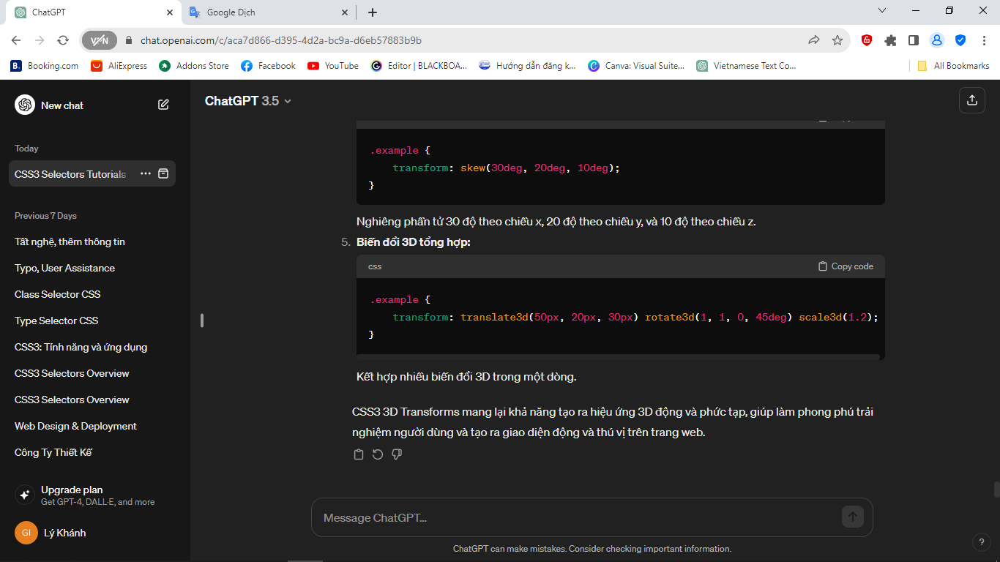 ChatGPT
Google Dịch
VPN
chat.openai.com/c/aca7d866-d395-4d2a-bc9a-d6eb57883b9b
B. Booking.com
AliExpress
Addons Store
Facebook
YouTube
Editor | BLACKBOA...
Hướng dẫn đăng k...
Canva: Visual Suite...
Vietnamese Text Co...
All Bookmarks
New chat
Today
CSS3 Selectors Tutorials
Previous 7 Days
Tất nghệ, thêm thông tin
Typo, User Assistance
Class Selector CSS
Type Selector CSS
CSS3: Tính năng và ứng dụng
CSS3 Selectors Overview
CSS3 Selectors Overview
Web Design & Deployment
Công Ty Thiết Kế
Upgrade plan
Get GPT-4, DALL·E, and more
GI
Lý Khánh
ChatGPT 3.5
.example {
transform: skew(30deg, 20deg, 10deg);
}
Nghiêng phần tử 30 độ theo chiều x, 20 độ theo chiều y, và 10 độ theo chiều z.
5. Biến đổi 3D tổng hợp:
css
Copy code
.example {
transform: translate3d(50px, 20px, 30px) rotate3d(1, 1, 0, 45deg) scale3d(1.2);
}
Kết hợp nhiều biến đổi 3D trong một dòng.
CSS3 3D Transforms mang lại khả năng tạo ra hiệu ứng 3D động và phức tạp, giúp làm phong phú trải
nghiệm người dùng và tạo ra giao diện động và thú vị trên trang web.
Message ChatGPT...
ChatGPT can make mistakes. Consider checking important information.
?